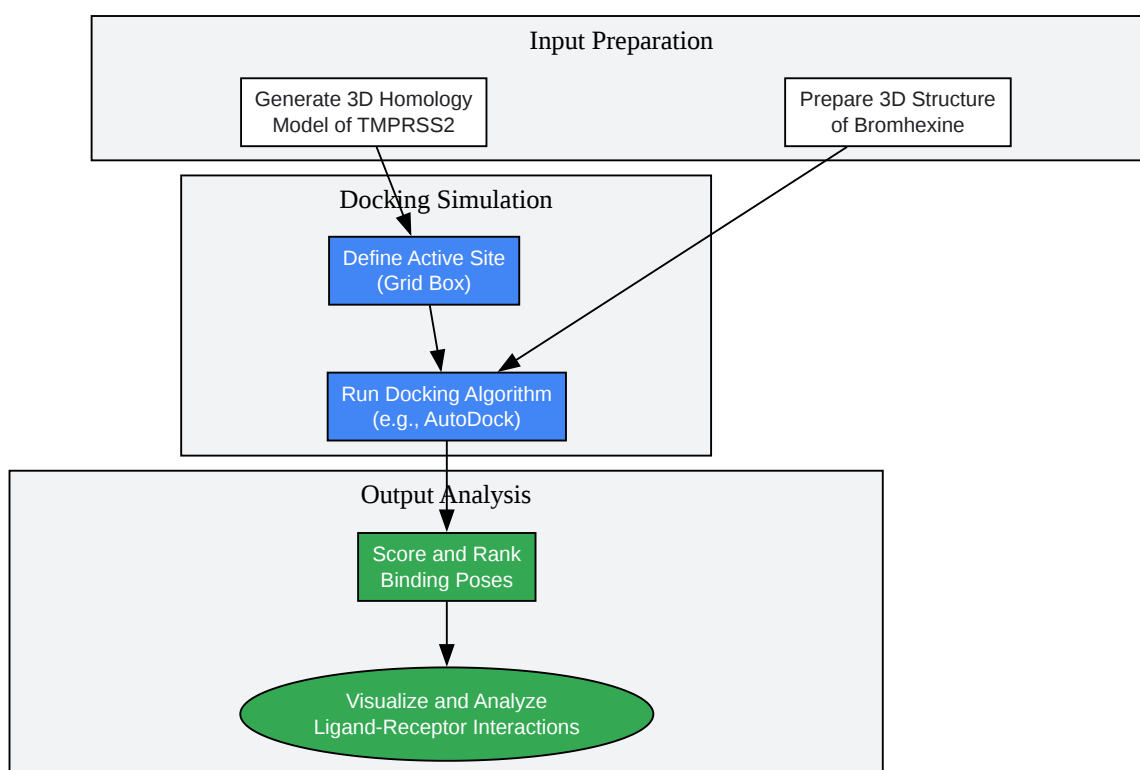 Input Preparation
Generate 3D Homology
Model of TMPRSS2
Prepare 3D Structure
of Bromhexine
Docking Simulation
Define Active Site
(Grid Box)
Run Docking Algorithm
(e.g., AutoDock)
Output Analysis
Score and Rank
Binding Poses
Visualize and Analyze
Ligand-Receptor Interactions